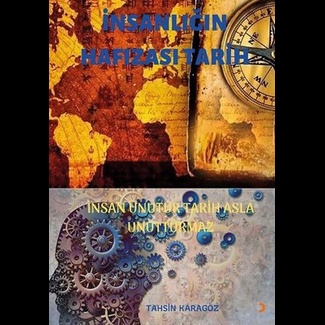 İNSANLIĞIN
HAFIZASI TARİH
İNSAN UNUTUR TARİH ASLA
UNUTTURMAZ
TAHSİN KARAGÖZ